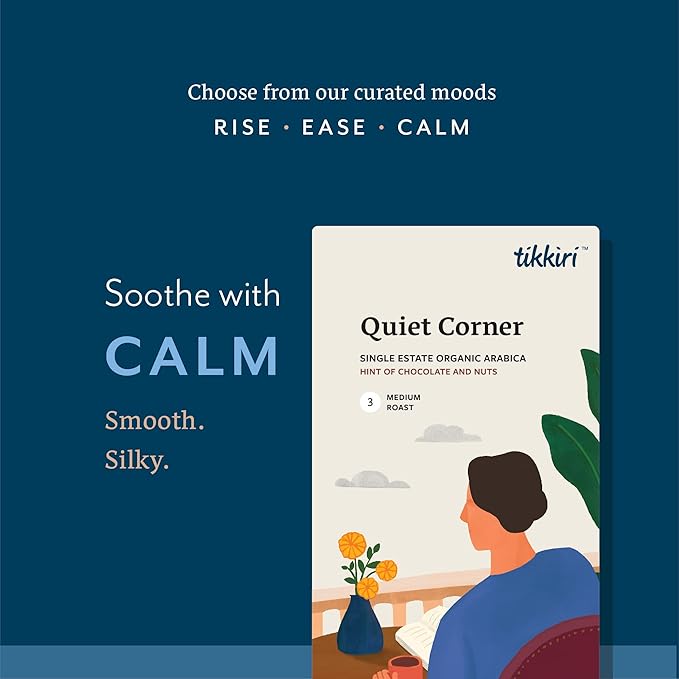 Choose from our curated moods
RISE • EASE • CALM
Soothe with
CALM
Smooth.
Silky.
tikkiri™
Quiet Corner
SINGLE ESTATE ORGANIC ARABICA
HINT OF CHOCOLATE AND NUTS
3 MEDIUM
ROAST